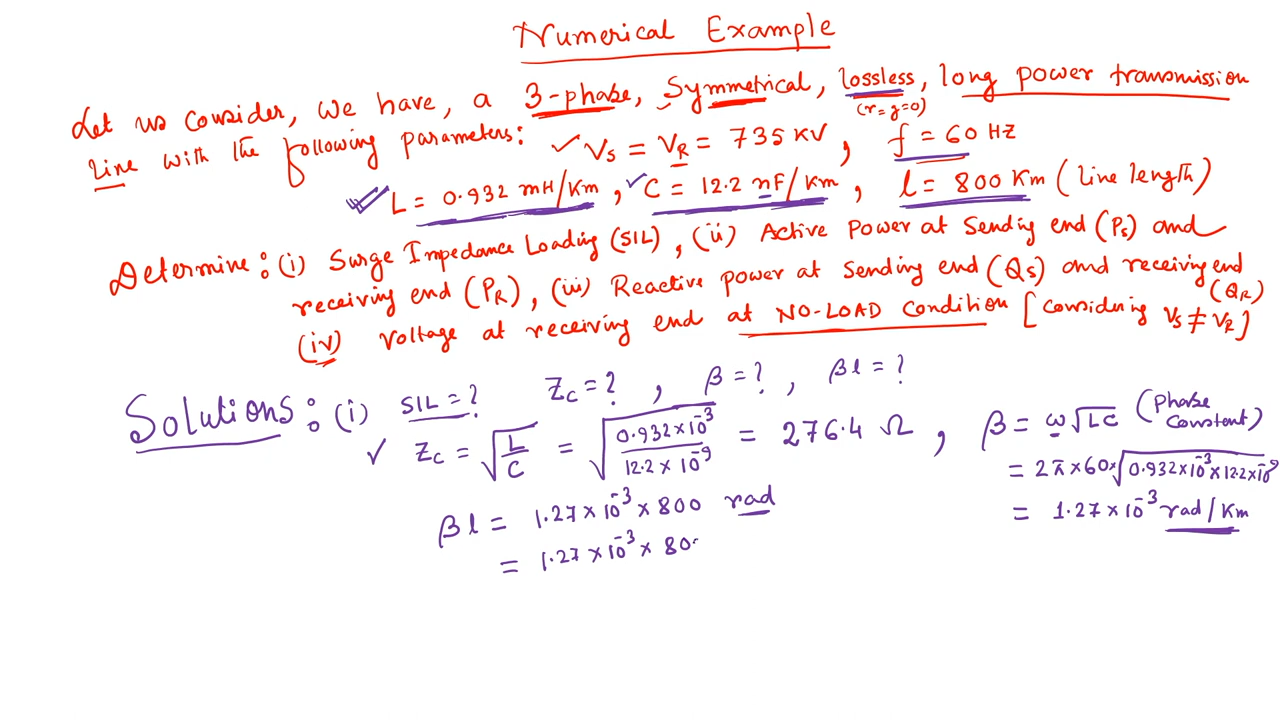 Numerical Example
Let us consider, we have, a 3-phase, Symmetrical, lossless, long power transmission
(r=g=0)
line with the following parameters: ✓ Vs = VR = 735 KV, f = 60 HZ
✓ L = 0.932 mH/Km, ✓ C = 12.2 nF/Km, l = 800 Km (line length)
Determine: (i) Surge Impedance Loading (SIL), (ii) Active Power at Sending end (Ps) and
receiving end (PR), (iii) Reactive power at Sending end (Qs) and receiving end (QR)
(iv) Voltage at receiving end at NO-LOAD Condition [Considering Vs ≠ VR]
Solutions: (i) SIL = ? Zc = ?, β = ?, βl = ?
✓ Zc = √(L/C) = √(0.932×10⁻³/12.2×10⁻⁹) = 276.4 Ω, β = ω√LC (Phase Constant)
= 2π×60×√0.932×10⁻³×12.2×10⁻⁹
= 1.27×10⁻³ rad/Km
βl = 1.27×10⁻³×800 rad
= 1.27×10⁻³× 80